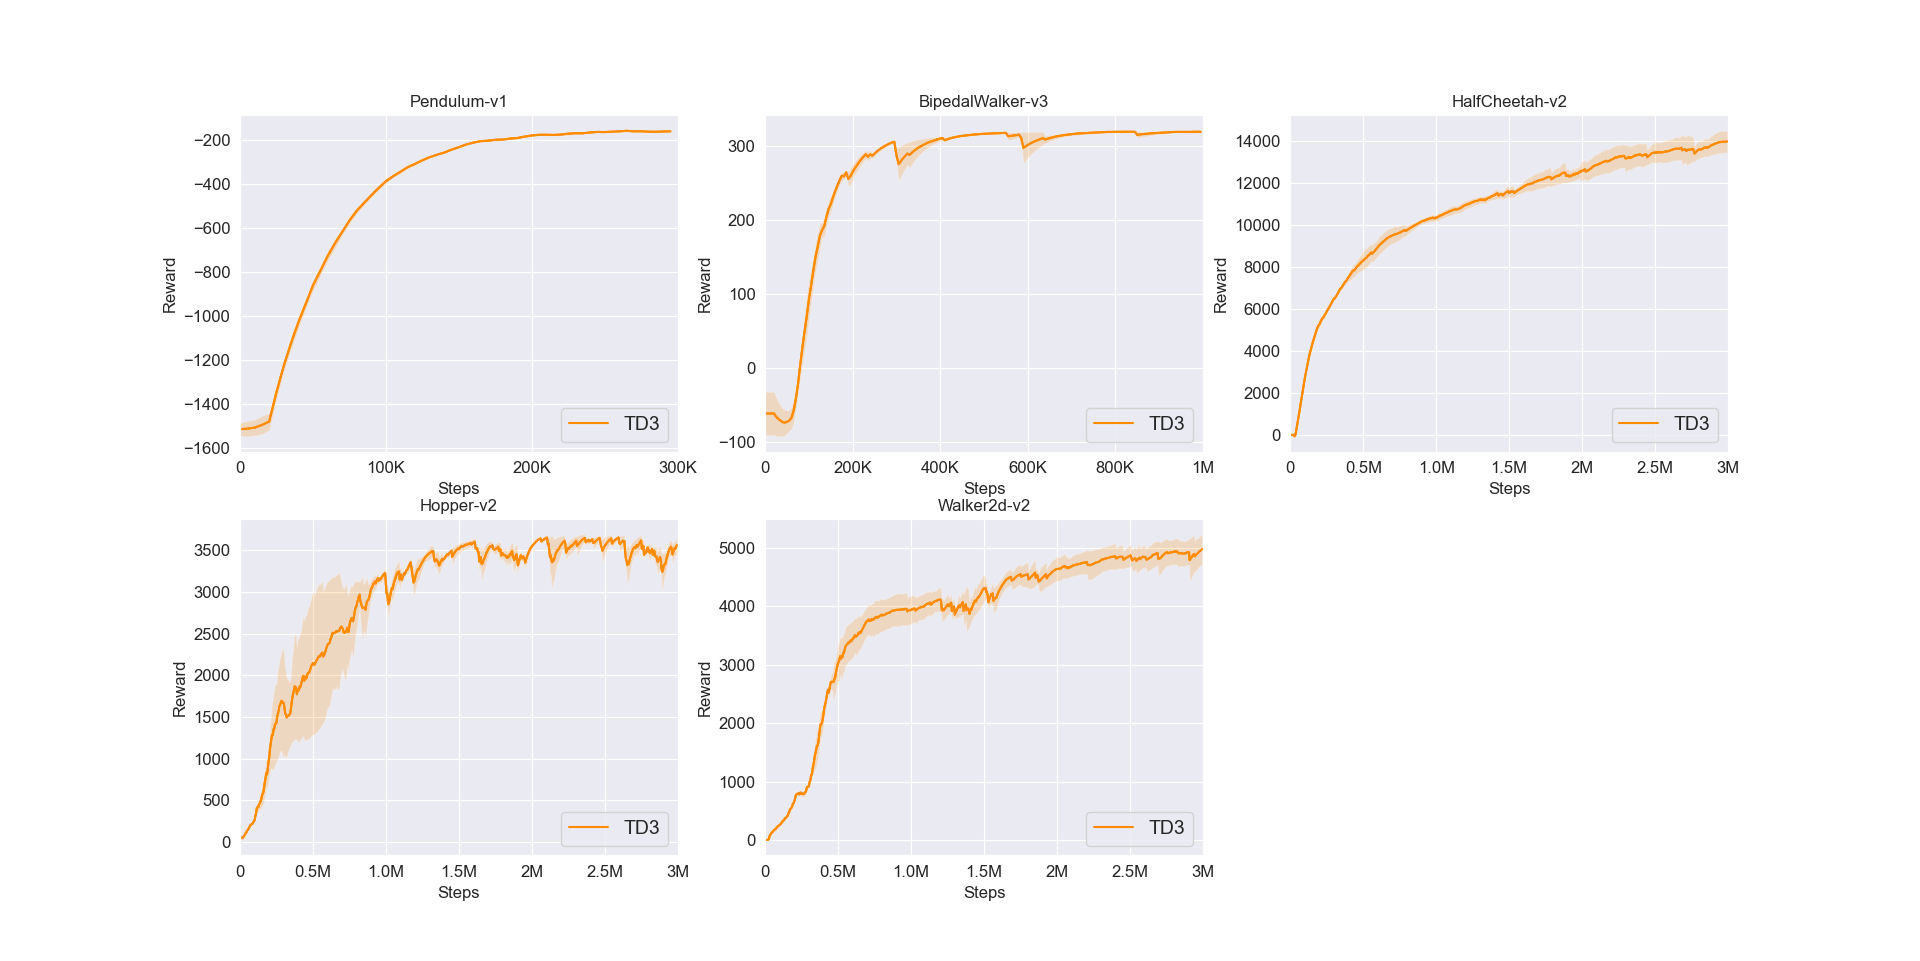 Pendulum-v1
Reward
−200
−400
−600
−800
−1000
−1200
−1400
−1600
0 100K 200K 300K
Steps
TD3
BipedalWalker-v3
Reward
300
200
100
0
−100
0 200K 400K 600K 800K 1M
Steps
TD3
HalfCheetah-v2
Reward
14000
12000
10000
8000
6000
4000
2000
0
0 0.5M 1.0M 1.5M 2M 2.5M 3M
Steps
TD3
Hopper-v2
Reward
3500
3000
2500
2000
1500
1000
500
0
0 0.5M 1.0M 1.5M 2M 2.5M 3M
Steps
TD3
Walker2d-v2
Reward
5000
4000
3000
2000
1000
0
0 0.5M 1.0M 1.5M 2M 2.5M 3M
Steps
TD3